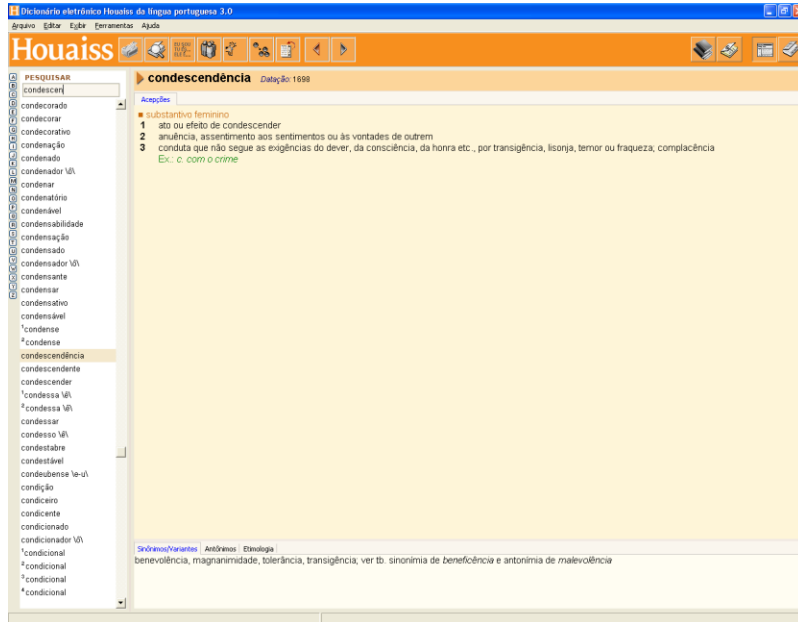 Dicionário eletrônico Houaiss da língua portuguesa 3.0
Arquivo Editar Exibir Ferramentas Ajuda
Houaiss
PESQUISAR
condescen
condecorado
condecorar
condecorativo
condenação
condenado
condenador \ô\
condenar
condenatório
condenável
condensabilidade
condensação
condensado
condensador \ô\
condensante
condensar
condensativo
condensável
¹condense
²condense
condescendência
condescendente
condescender
¹condessa \ê\
²condessa \ê\
condessar
condesso \ê\
condestabre
condestável
condeubense \e-u\
condição
condiceiro
condicente
condicionado
condicionador \ô\
¹condicional
²condicional
³condicional
⁴condicional
condescendência Datação: 1698
Acepções
■ substantivo feminino
1 ato ou efeito de condescender
2 anuência, assentimento aos sentimentos ou às vontades de outrem
3 conduta que não segue as exigências do dever, da consciência, da honra etc., por transigência, lisonja, temor ou fraqueza; complacência
Ex.: c. com o crime
Sinônimos/Variantes Antônimos Etimologia
benevolência, magnanimidade, tolerância, transigência; ver tb. sinonímia de beneficência e antonímia de malevolência